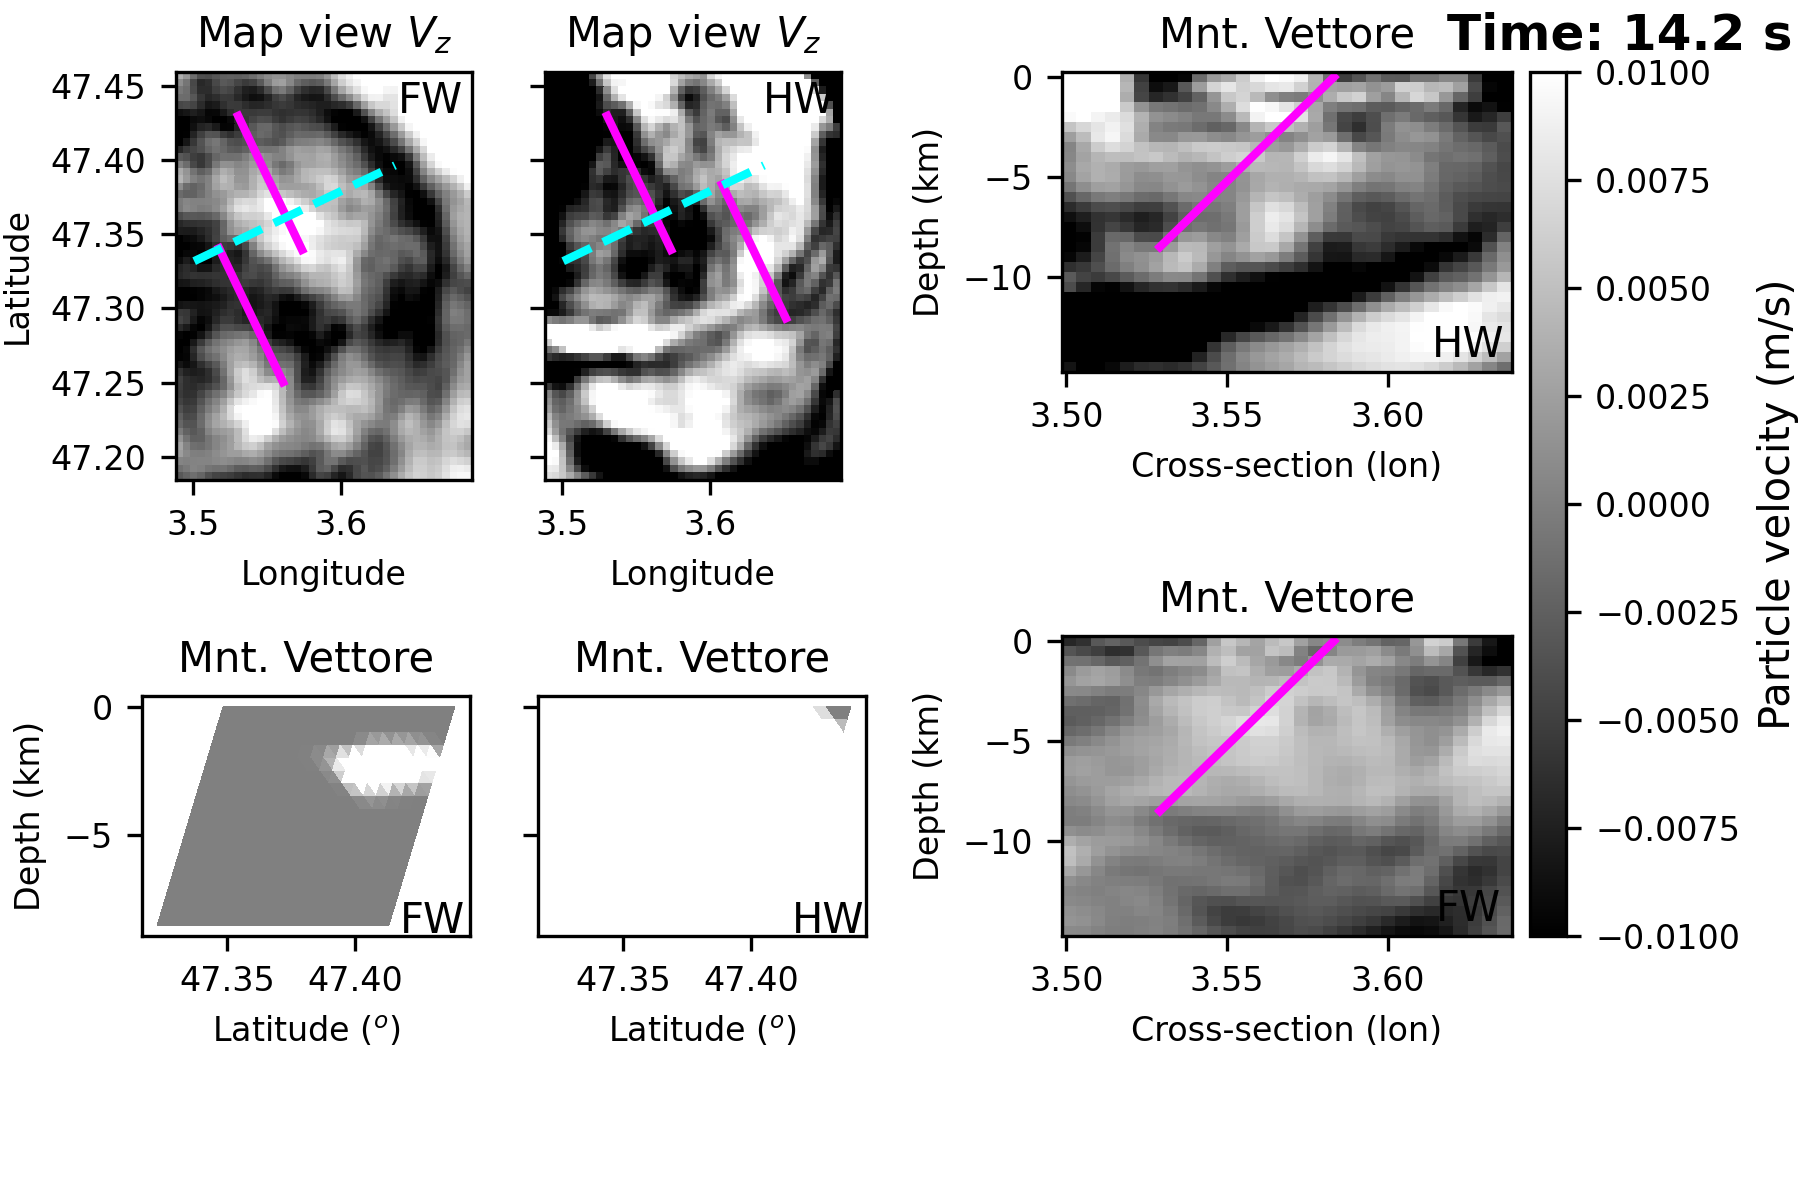 Map view Vz
Map view Vz
Mnt. Vettore
Time: 14.2 s
FW
HW
HW
47.45
47.40
47.35
47.30
47.25
47.20
Latitude
3.5
3.6
Longitude
3.5
3.6
Longitude
0
−5
−10
Depth (km)
3.50
3.55
3.60
Cross-section (lon)
0.0100
0.0075
0.0050
0.0025
0.0000
−0.0025
−0.0050
−0.0075
−0.0100
Particle velocity (m/s)
Mnt. Vettore
Mnt. Vettore
Mnt. Vettore
0
−5
Depth (km)
FW
47.35
47.40
Latitude (o)
HW
47.35
47.40
Latitude (o)
0
−5
−10
Depth (km)
FW
3.50
3.55
3.60
Cross-section (lon)